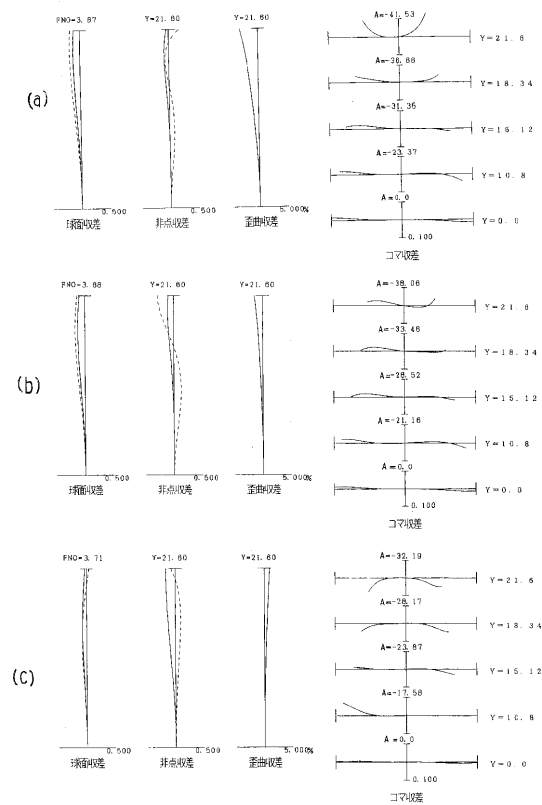 (a)
FNO=3.87
0.500
球面収差
Y=21.60
0.500
非点収差
Y=21.60
5.000%
歪曲収差
A=-41.53
Y=21.6
A=-36.88
Y=18.34
A=-31.35
Y=15.12
A=-23.37
Y=10.8
A=0.0
Y=0.0
0.100
コマ収差
(b)
FNO=3.68
0.500
球面収差
Y=21.60
0.500
非点収差
Y=21.60
5.000%
歪曲収差
A=-38.06
Y=21.6
A=-33.46
Y=18.34
A=-28.52
Y=15.12
A=-21.16
Y=10.8
A=0.0
Y=0.0
0.100
コマ収差
(c)
FNO=3.71
0.500
球面収差
Y=21.60
0.500
非点収差
Y=21.60
5.000%
歪曲収差
A=-32.19
Y=21.6
A=-28.17
Y=18.34
A=-23.87
Y=15.12
A=-17.58
Y=10.8
A=0.0
Y=0.0
0.100
コマ収差